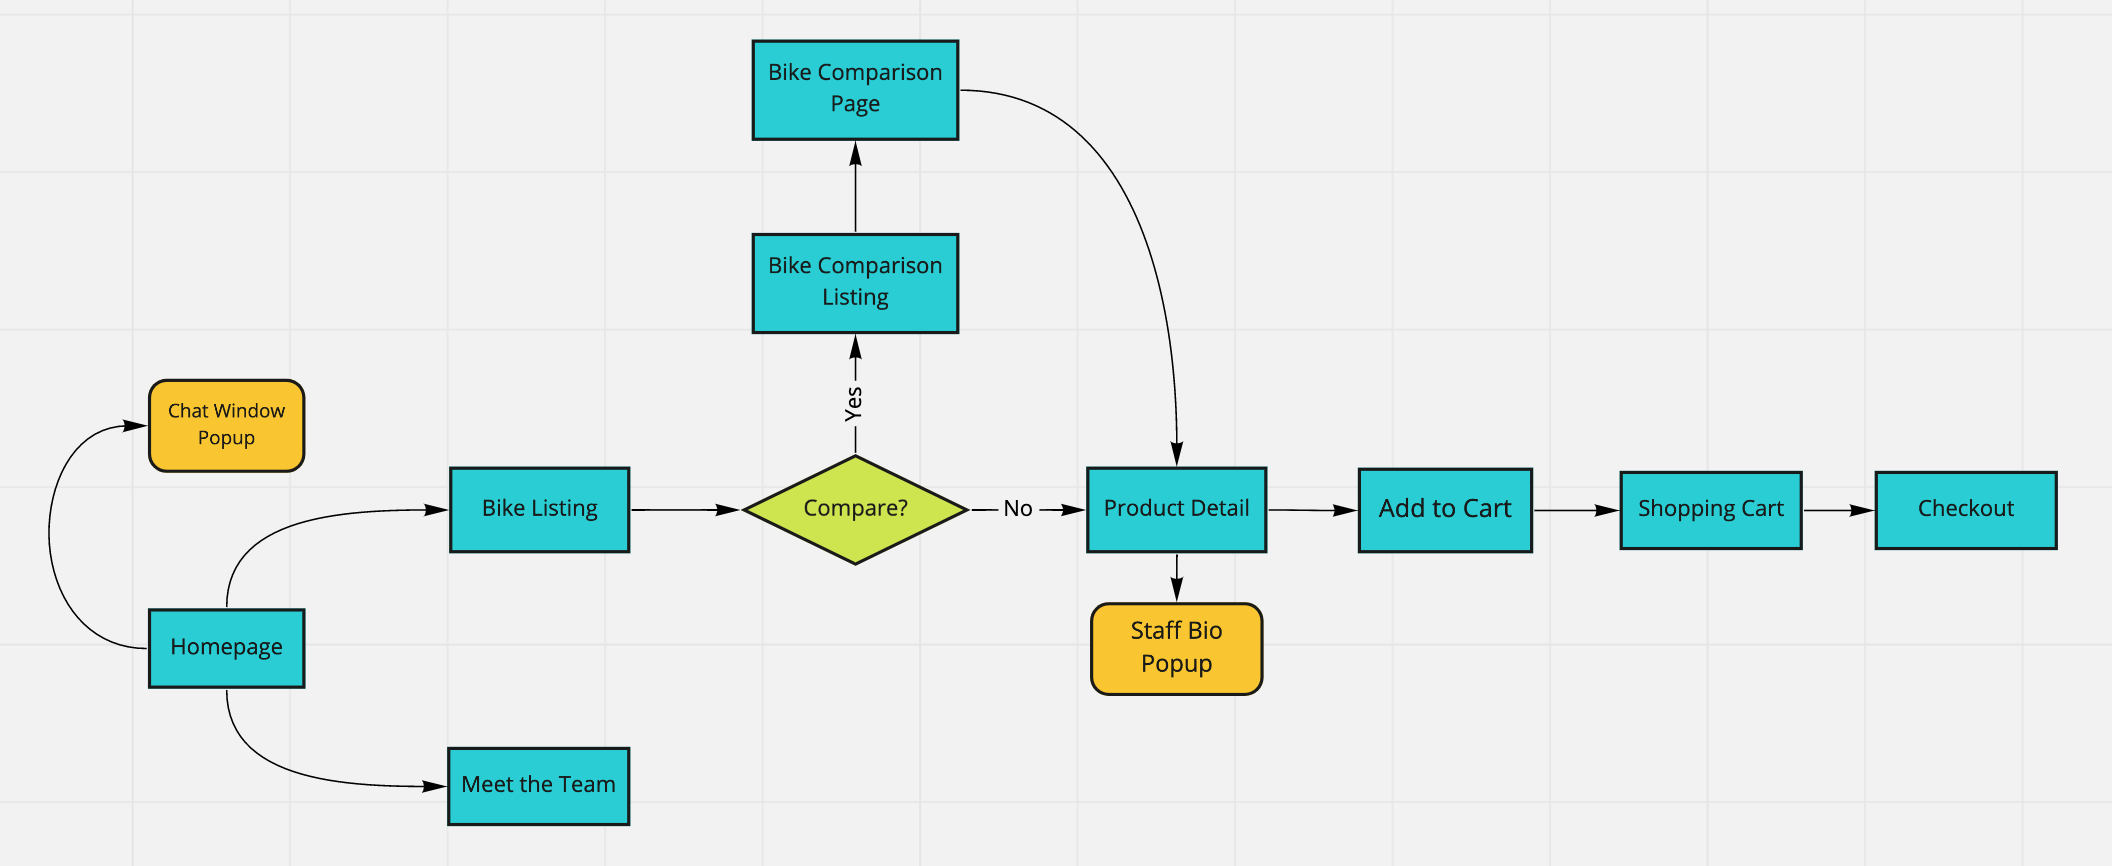 Bike Comparison
Page
Bike Comparison
Listing
Yes
Chat Window
Popup
Bike Listing
Compare?
No
Product Detail
Add to Cart
Shopping Cart
Checkout
Homepage
Staff Bio
Popup
Meet the Team